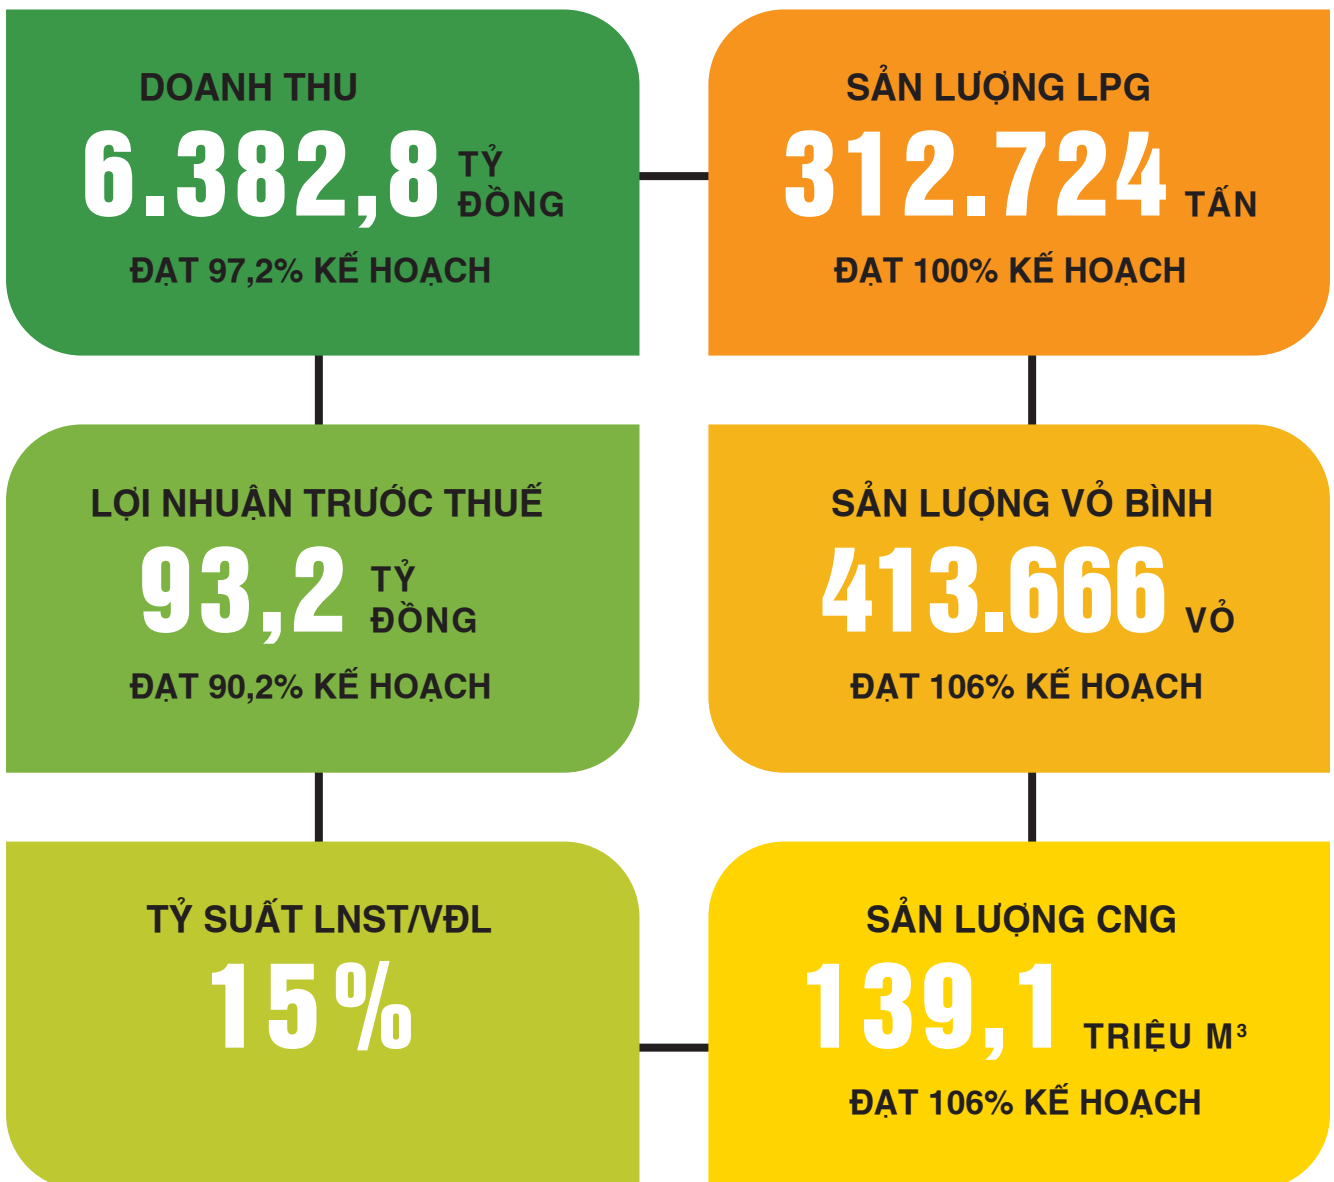 DOANH THU
6.382,8 TỶ ĐỒNG
ĐẠT 97,2% KẾ HOẠCH
SẢN LƯỢNG LPG
312.724 TẤN
ĐẠT 100% KẾ HOẠCH
LỢI NHUẬN TRƯỚC THUẾ
93,2 TỶ ĐỒNG
ĐẠT 90,2% KẾ HOẠCH
SẢN LƯỢNG VỎ BÌNH
413.666 VỎ
ĐẠT 106% KẾ HOẠCH
TỶ SUẤT LNST/VĐL
15%
SẢN LƯỢNG CNG
139,1 TRIỆU M³
ĐẠT 106% KẾ HOẠCH